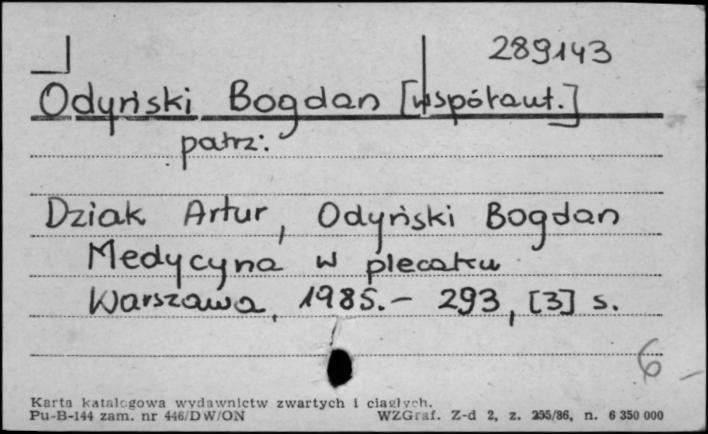 289143
Odyński Bogdan [współaut.]
patrz:
Dziak Artur, Odyński Bogdan
Medycyna w plecaku
Warszawa, 1985.- 293, [3] s.
6
Karta katalogowa wydawnictw zwartych i ciągłych.
Pu-B-144 zam. nr 446/DW/ON WZGraf. Z-d 2, z. 255/86, n. 6 350 000